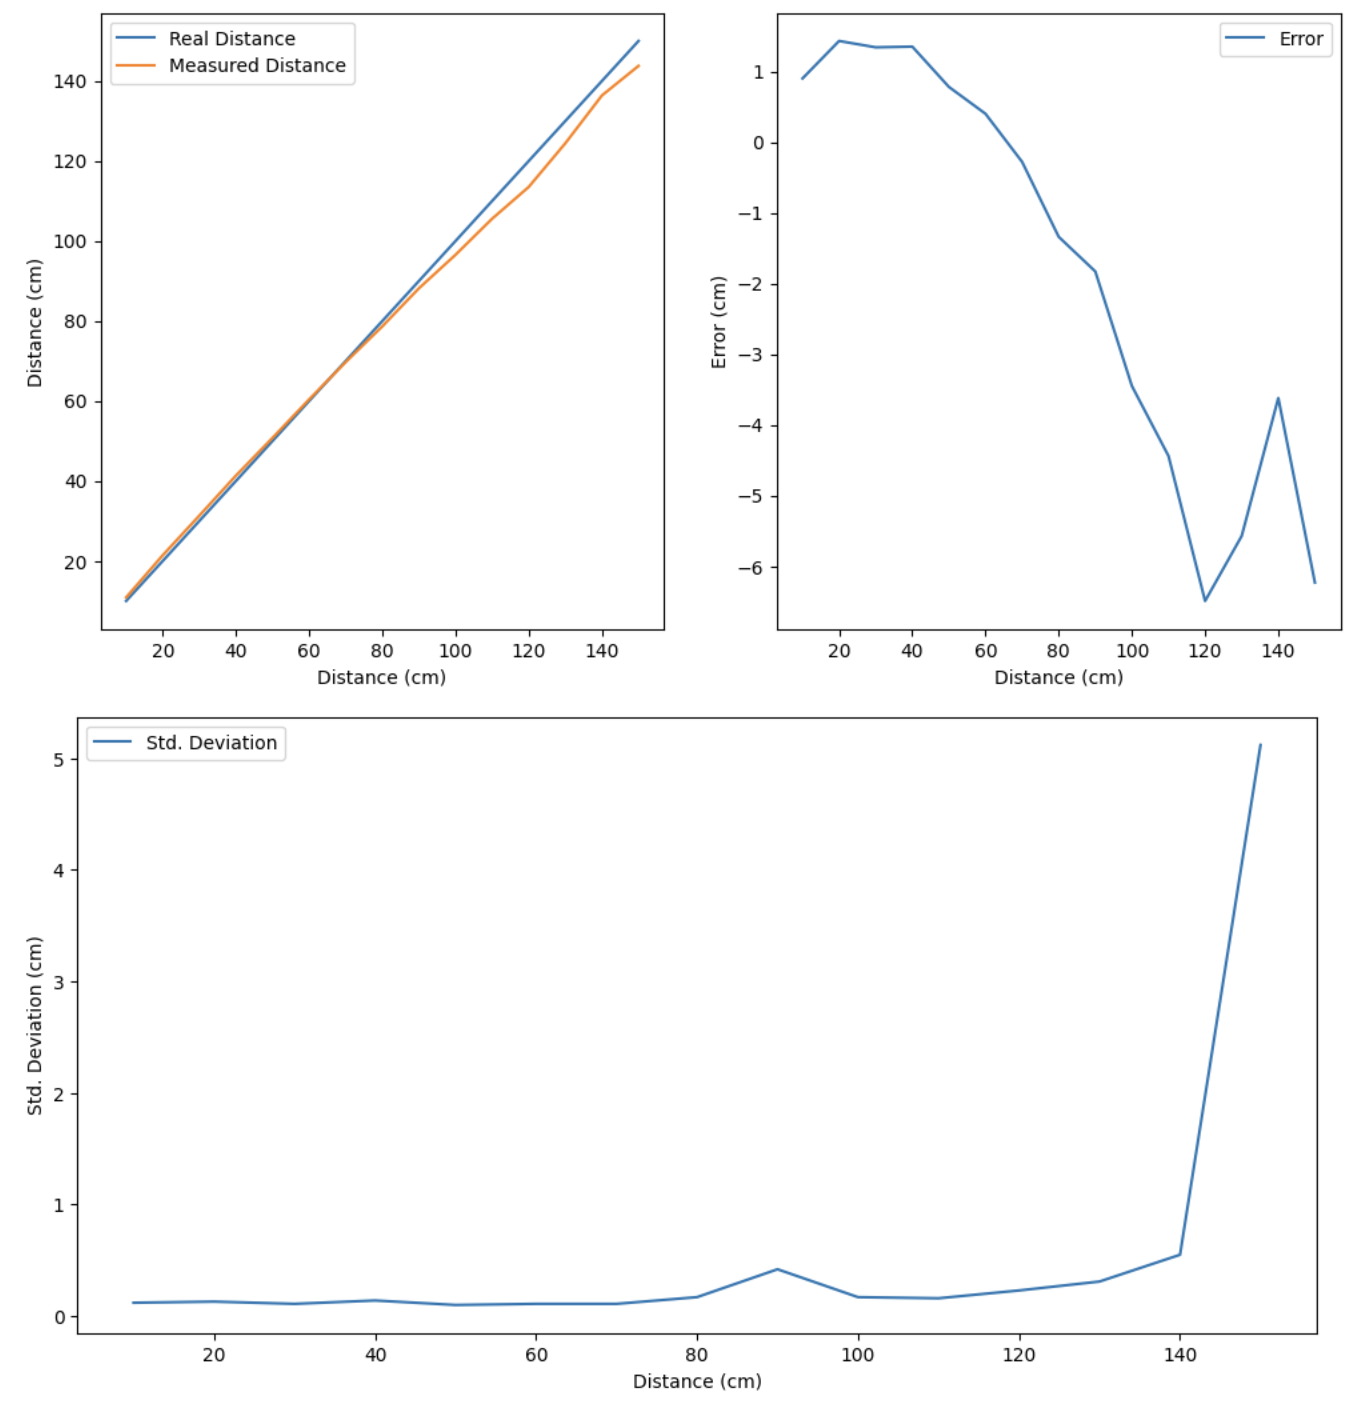 Real Distance
Measured Distance
140
120
100
80
60
40
20
Distance (cm)
20 40 60 80 100 120 140
Distance (cm)
Error
1
0
−1
−2
−3
−4
−5
−6
Error (cm)
20 40 60 80 100 120 140
Distance (cm)
Std. Deviation
5
4
3
2
1
0
Std. Deviation (cm)
20 40 60 80 100 120 140
Distance (cm)